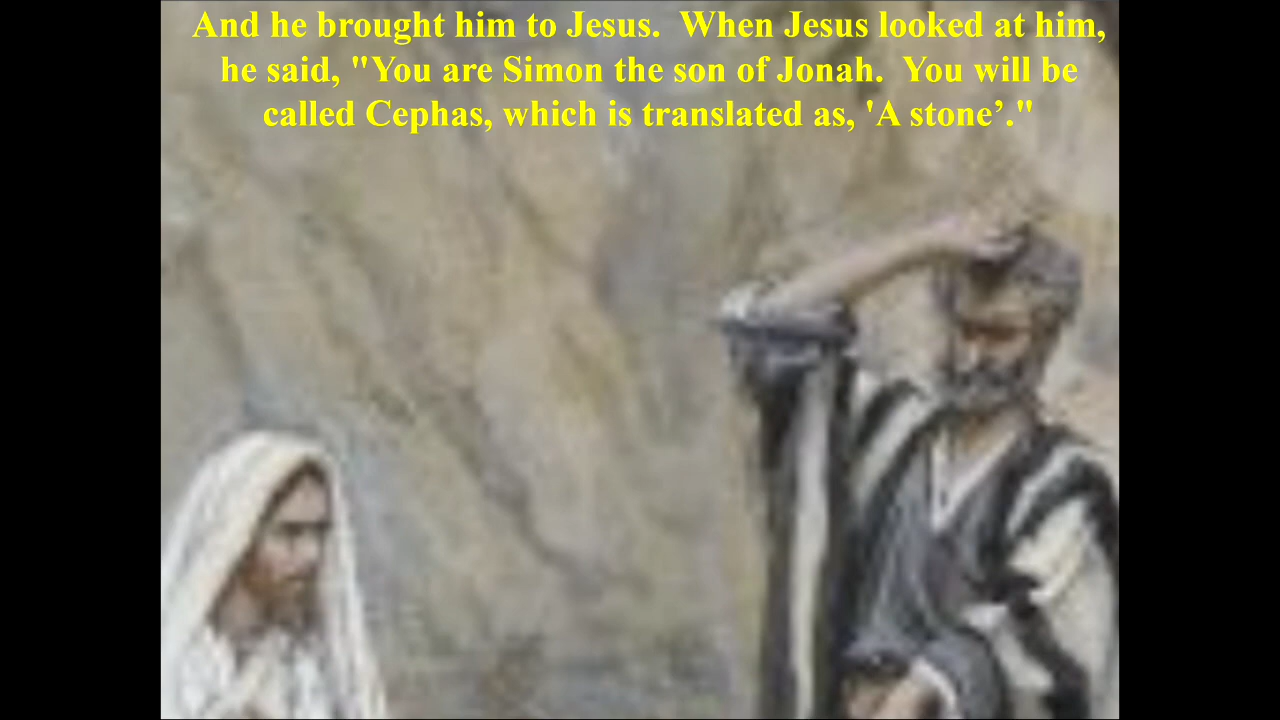 And he brought him to Jesus.  When Jesus looked at him,
he said, "You are Simon the son of Jonah.  You will be
called Cephas, which is translated as, 'A stone’."